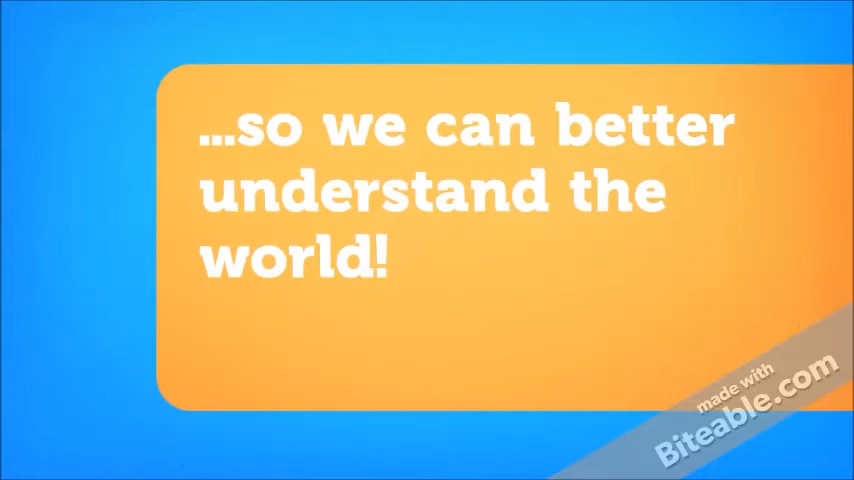 ...so we can better
understand the
world!
made with
Biteable.com